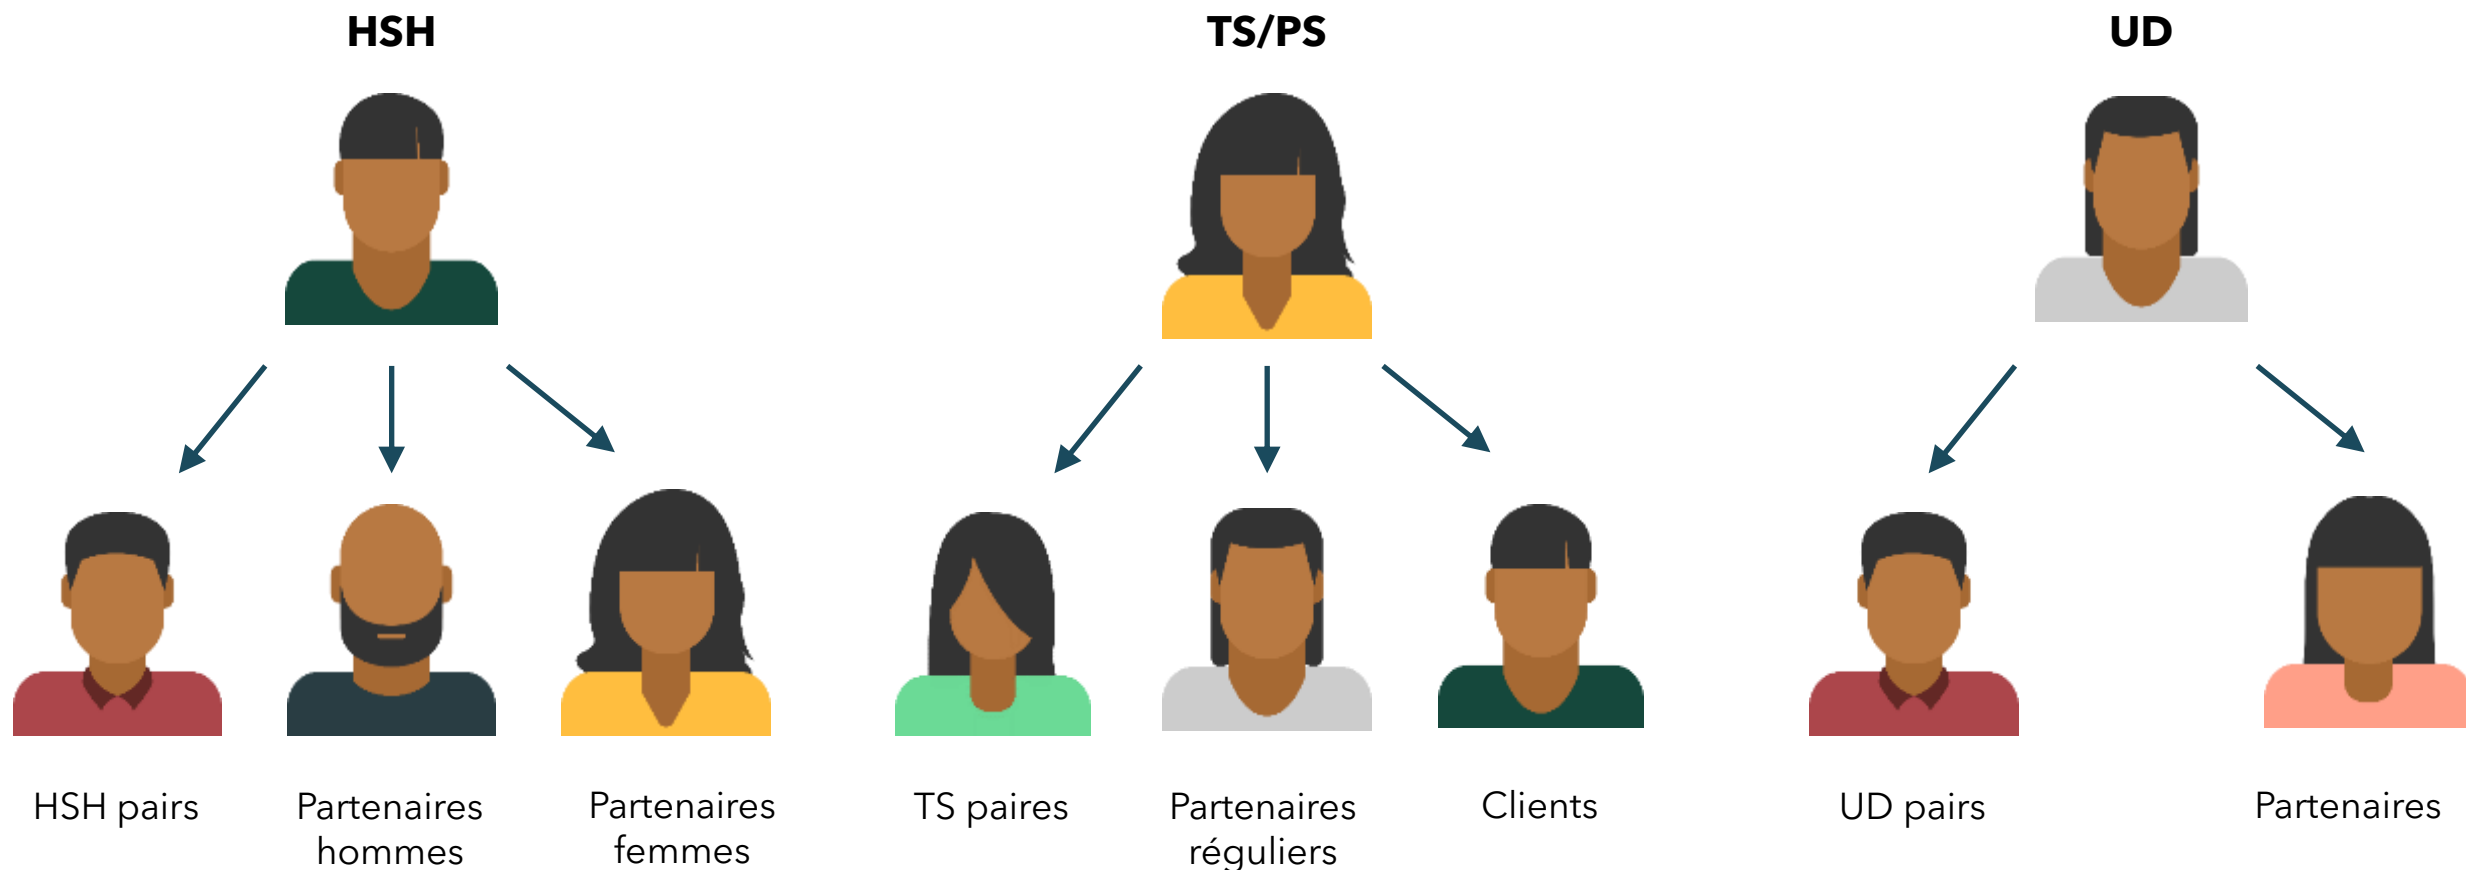 HSH
TS/PS
UD
HSH pairs
Partenaires
hommes
Partenaires
femmes
TS paires
Partenaires
réguliers
Clients
UD pairs
Partenaires